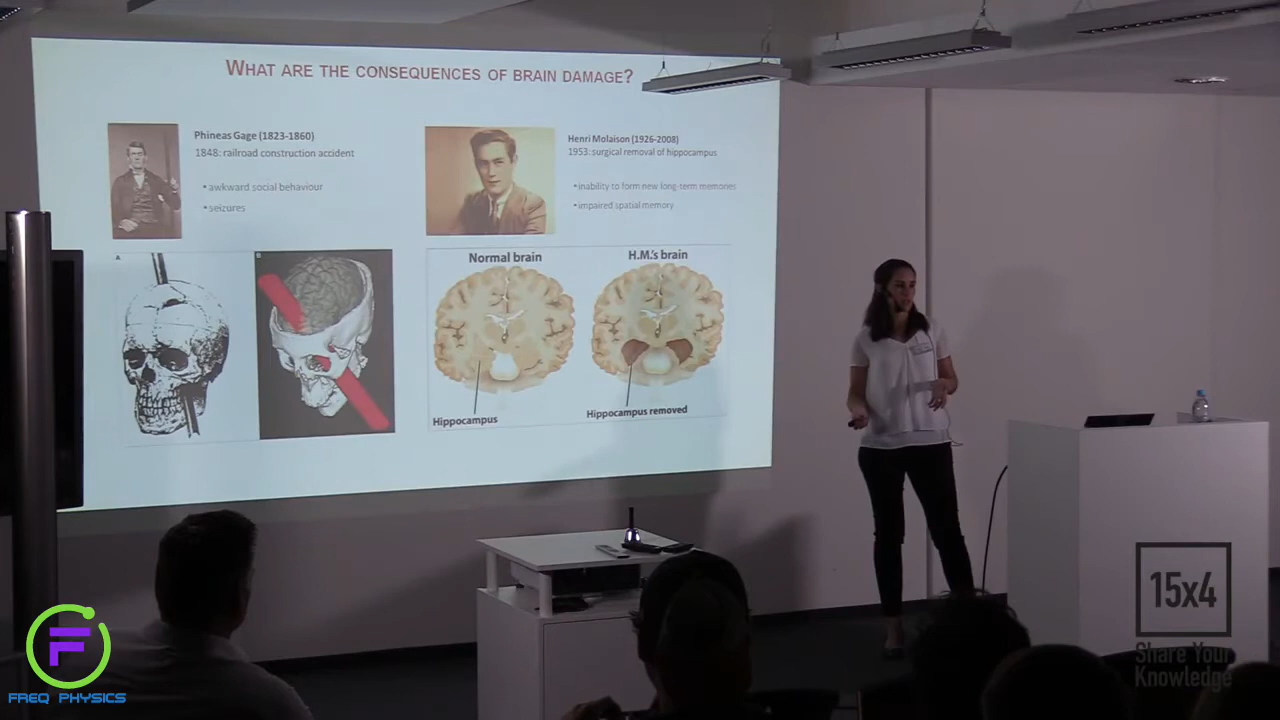 WHAT ARE THE CONSEQUENCES OF BRAIN DAMAGE?
Phineas Gage (1823-1860)
1848: railroad construction accident
• awkward social behaviour
• seizures
Henri Molaison (1926-2008)
1953: surgical removal of hippocampus
• inability to form new long-term memories
• impaired spatial memory
Normal brain
H.M.'s brain
Hippocampus
Hippocampus removed
15x4
Share Your
Knowledge
F
FREQ PHYSICS